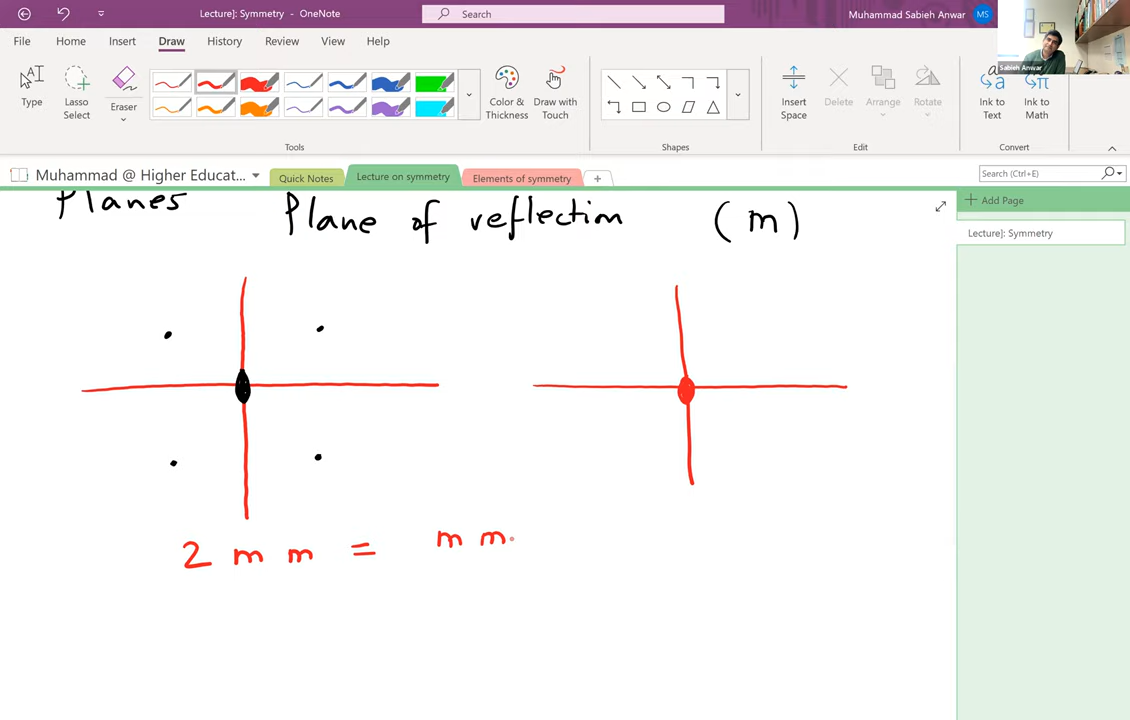 Lecture]: Symmetry - OneNote
Search
Muhammad Sabieh Anwar
MS
File Home Insert Draw History Review View Help
Sabieh Anwar
Type
Lasso Select
Eraser
Color & Thickness
Draw with Touch
Insert Space
Delete
Arrange
Rotate
a
Ink to Text
Ink to Math
Tools
Shapes
Edit
Convert
Muhammad @ Higher Educat...
Quick Notes
Lecture on symmetry
Elements of symmetry
+
Search (Ctrl+E)
Add Page
Lecture]: Symmetry
Planes
Plane of reflection (m)
2 m m = m m